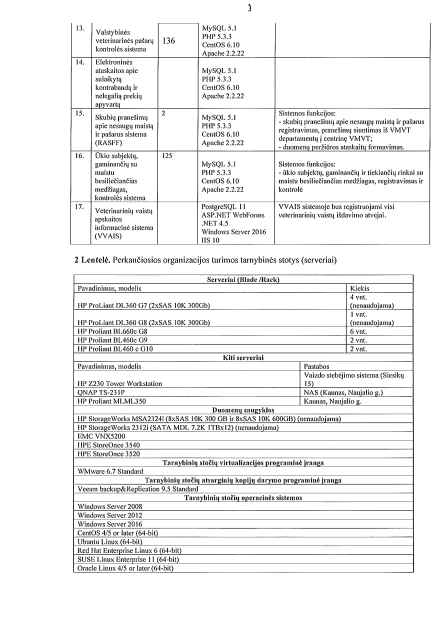 3
13.
Valstybinės
veterinarinės pašarų
kontrolės sistema
136
MySQL 5.1
PHP 5.3.3
CentOS 6.10
Apache 2.2.22
14.
Elektroninės
ataskaitos apie
sulaikytą
kontrabandą ir
nelegalią prekių
apyvartą
MySQL 5.1
PHP 5.3.3
CentOS 6.10
Apache 2.2.22
15.
Skubių pranešimų
apie nesaugų maistą
ir pašarus sistema
(RASFF)
2
MySQL 5.1
PHP 5.3.3
CentOS 6.10
Apache 2.2.22
Sistemos funkcijos:
- skubių pranešimų apie nesaugų maistą ir pašarus
registravimas, pranešimų siuntimas iš VMVT
departamentų į centrinę VMVT;
- duomenų peržiūros ataskaitų formavimas.
16.
Ūkio subjektų,
gaminančių su
maistu
besiliečiančias
medžiagas,
kontrolės sistema
125
MySQL 5.1
PHP 5.3.3
CentOS 6.10
Apache 2.2.22
Sistemos funkcijos:
- ūkio subjektų, gaminančių ir tiekiančių rinkai su
maistu besiliečiančias medžiagas, registravimas ir
kontrolė
17.
Veterinarinių vaistų
apskaitos
informacinė sistema
(VVAIS)
PostgreSQL 11
ASP.NET WebForms
.NET 4.5
Windows Server 2016
IIS 10
VVAIS sistemoje bus registruojami visi
veterinarinių vaistų išdavimo atvejai.
2 Lentelė. Perkančiosios organizacijos turimos tarnybinės stotys (serveriai)
Serveriai (Blade /Rack)
Pavadinimas, modelis
Kiekis
HP ProLiant DL360 G7 (2xSAS 10K 300Gb)
4 vnt.
(nenaudojama)
HP ProLiant DL360 G8 (2xSAS 10K 300Gb)
1 vnt.
(nenaudojama)
HP Proliant BL660c G8
6 vnt.
HP Proliant BL460c G9
2 vnt.
HP Proliant BL460 c G10
2 vnt.
Kiti serveriai
Pavadinimas, modelis
Pastabos
HP Z230 Tower Workstation
Vaizdo stebėjimo sistema (Siesikų
15)
QNAP TS-231P
NAS (Kaunas, Naujalio g.)
HP Proliant MLML350
Kaunas, Naujalio g.
Duomenų saugyklos
HP StorageWorks MSA2324i (8xSAS 10K 300 GB ir 8xSAS 10K 600GB) (nenaudojama)
HP StorageWorks 2312i (SATA MDL 7.2K 1TBx12) (nenaudojama)
EMC VNX5200
HPE StoreOnce 3540
HPE StoreOnce 3520
Tarnybinių stočių virtualizacijos programinė įranga
WMware 6.7 Standard
Tarnybinių stočių atsarginių kopijų darymo programinė įranga
Veeam backup&Replication 9.5 Standard
Tarnybinių stočių operacinės sistemos
Windows Server 2008
Windows Server 2012
Windows Server 2016
CentOS 4/5 or later (64-bit)
Ubuntu Linux (64-bit)
Red Hat Enterprise Linux 6 (64-bit)
SUSE Linux Enterprise 11 (64-bit)
Oracle Linux 4/5 or later (64-bit)